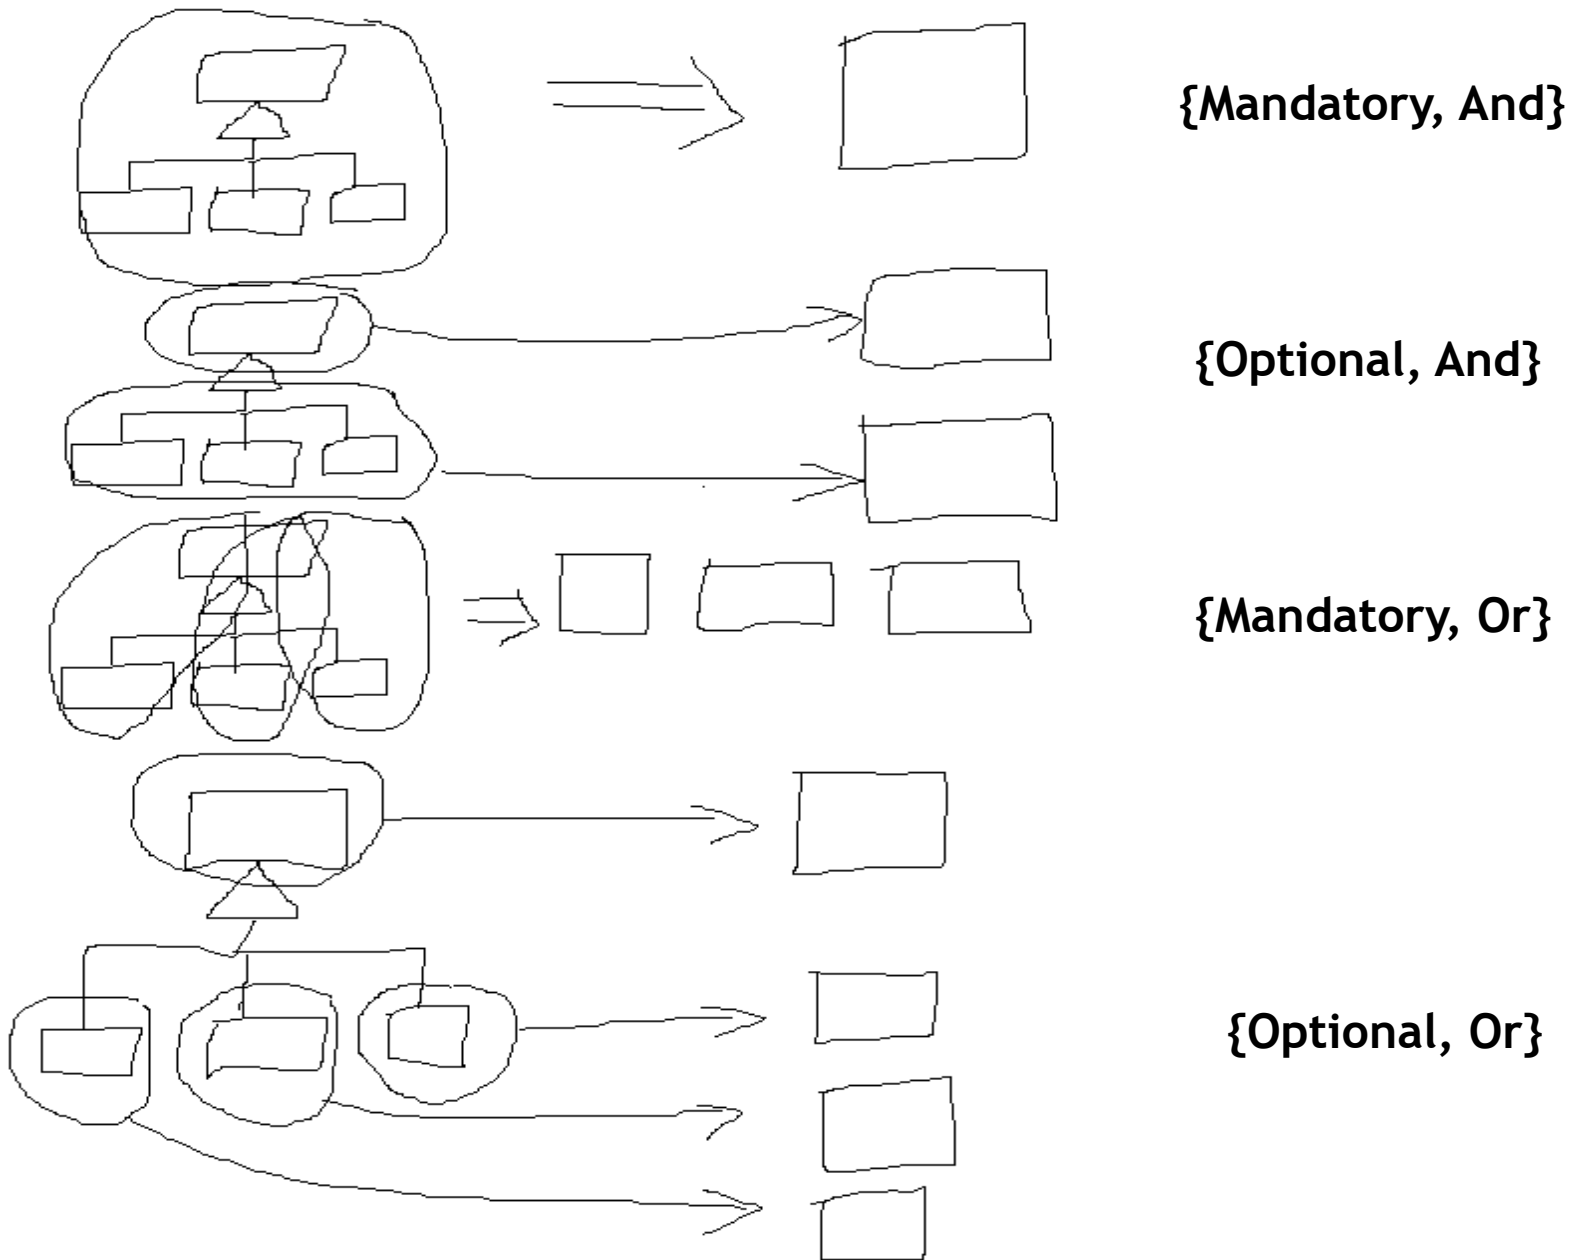 {Mandatory, And}
{Optional, And}
{Mandatory, Or}
{Optional, Or}